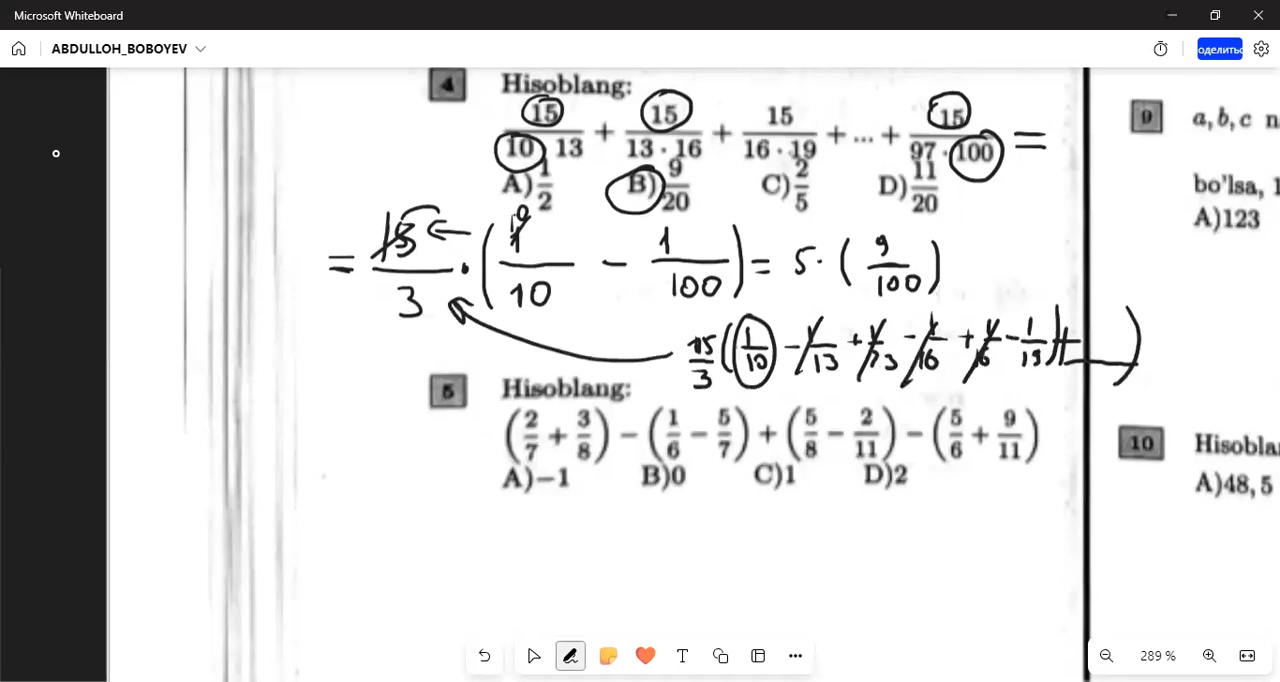 Microsoft Whiteboard
ABDULLOH_BOBOYEV
оделитьс
4 Hisoblang:
15/(10 · 13) + 15/(13 · 16) + 15/(16 · 19) + ... + 15/(97 · 100) =
A) 1/2 B) 9/20 C) 2/5 D) 11/20
= 15/3 · (1/10 − 1/100) = 5 · (9/100)
15/3 ((1/10 − 1/13 + 1/13 − 1/16 + 1/16 − 1/19) + )
5 Hisoblang:
(2/7 + 3/8) − (1/6 − 5/7) + (5/8 − 2/11) − (5/6 + 9/11)
A)−1 B)0 C)1 D)2
9 a, b, c
bo'lsa, 1
A)123
10 Hisobla
A)48, 5
289 %